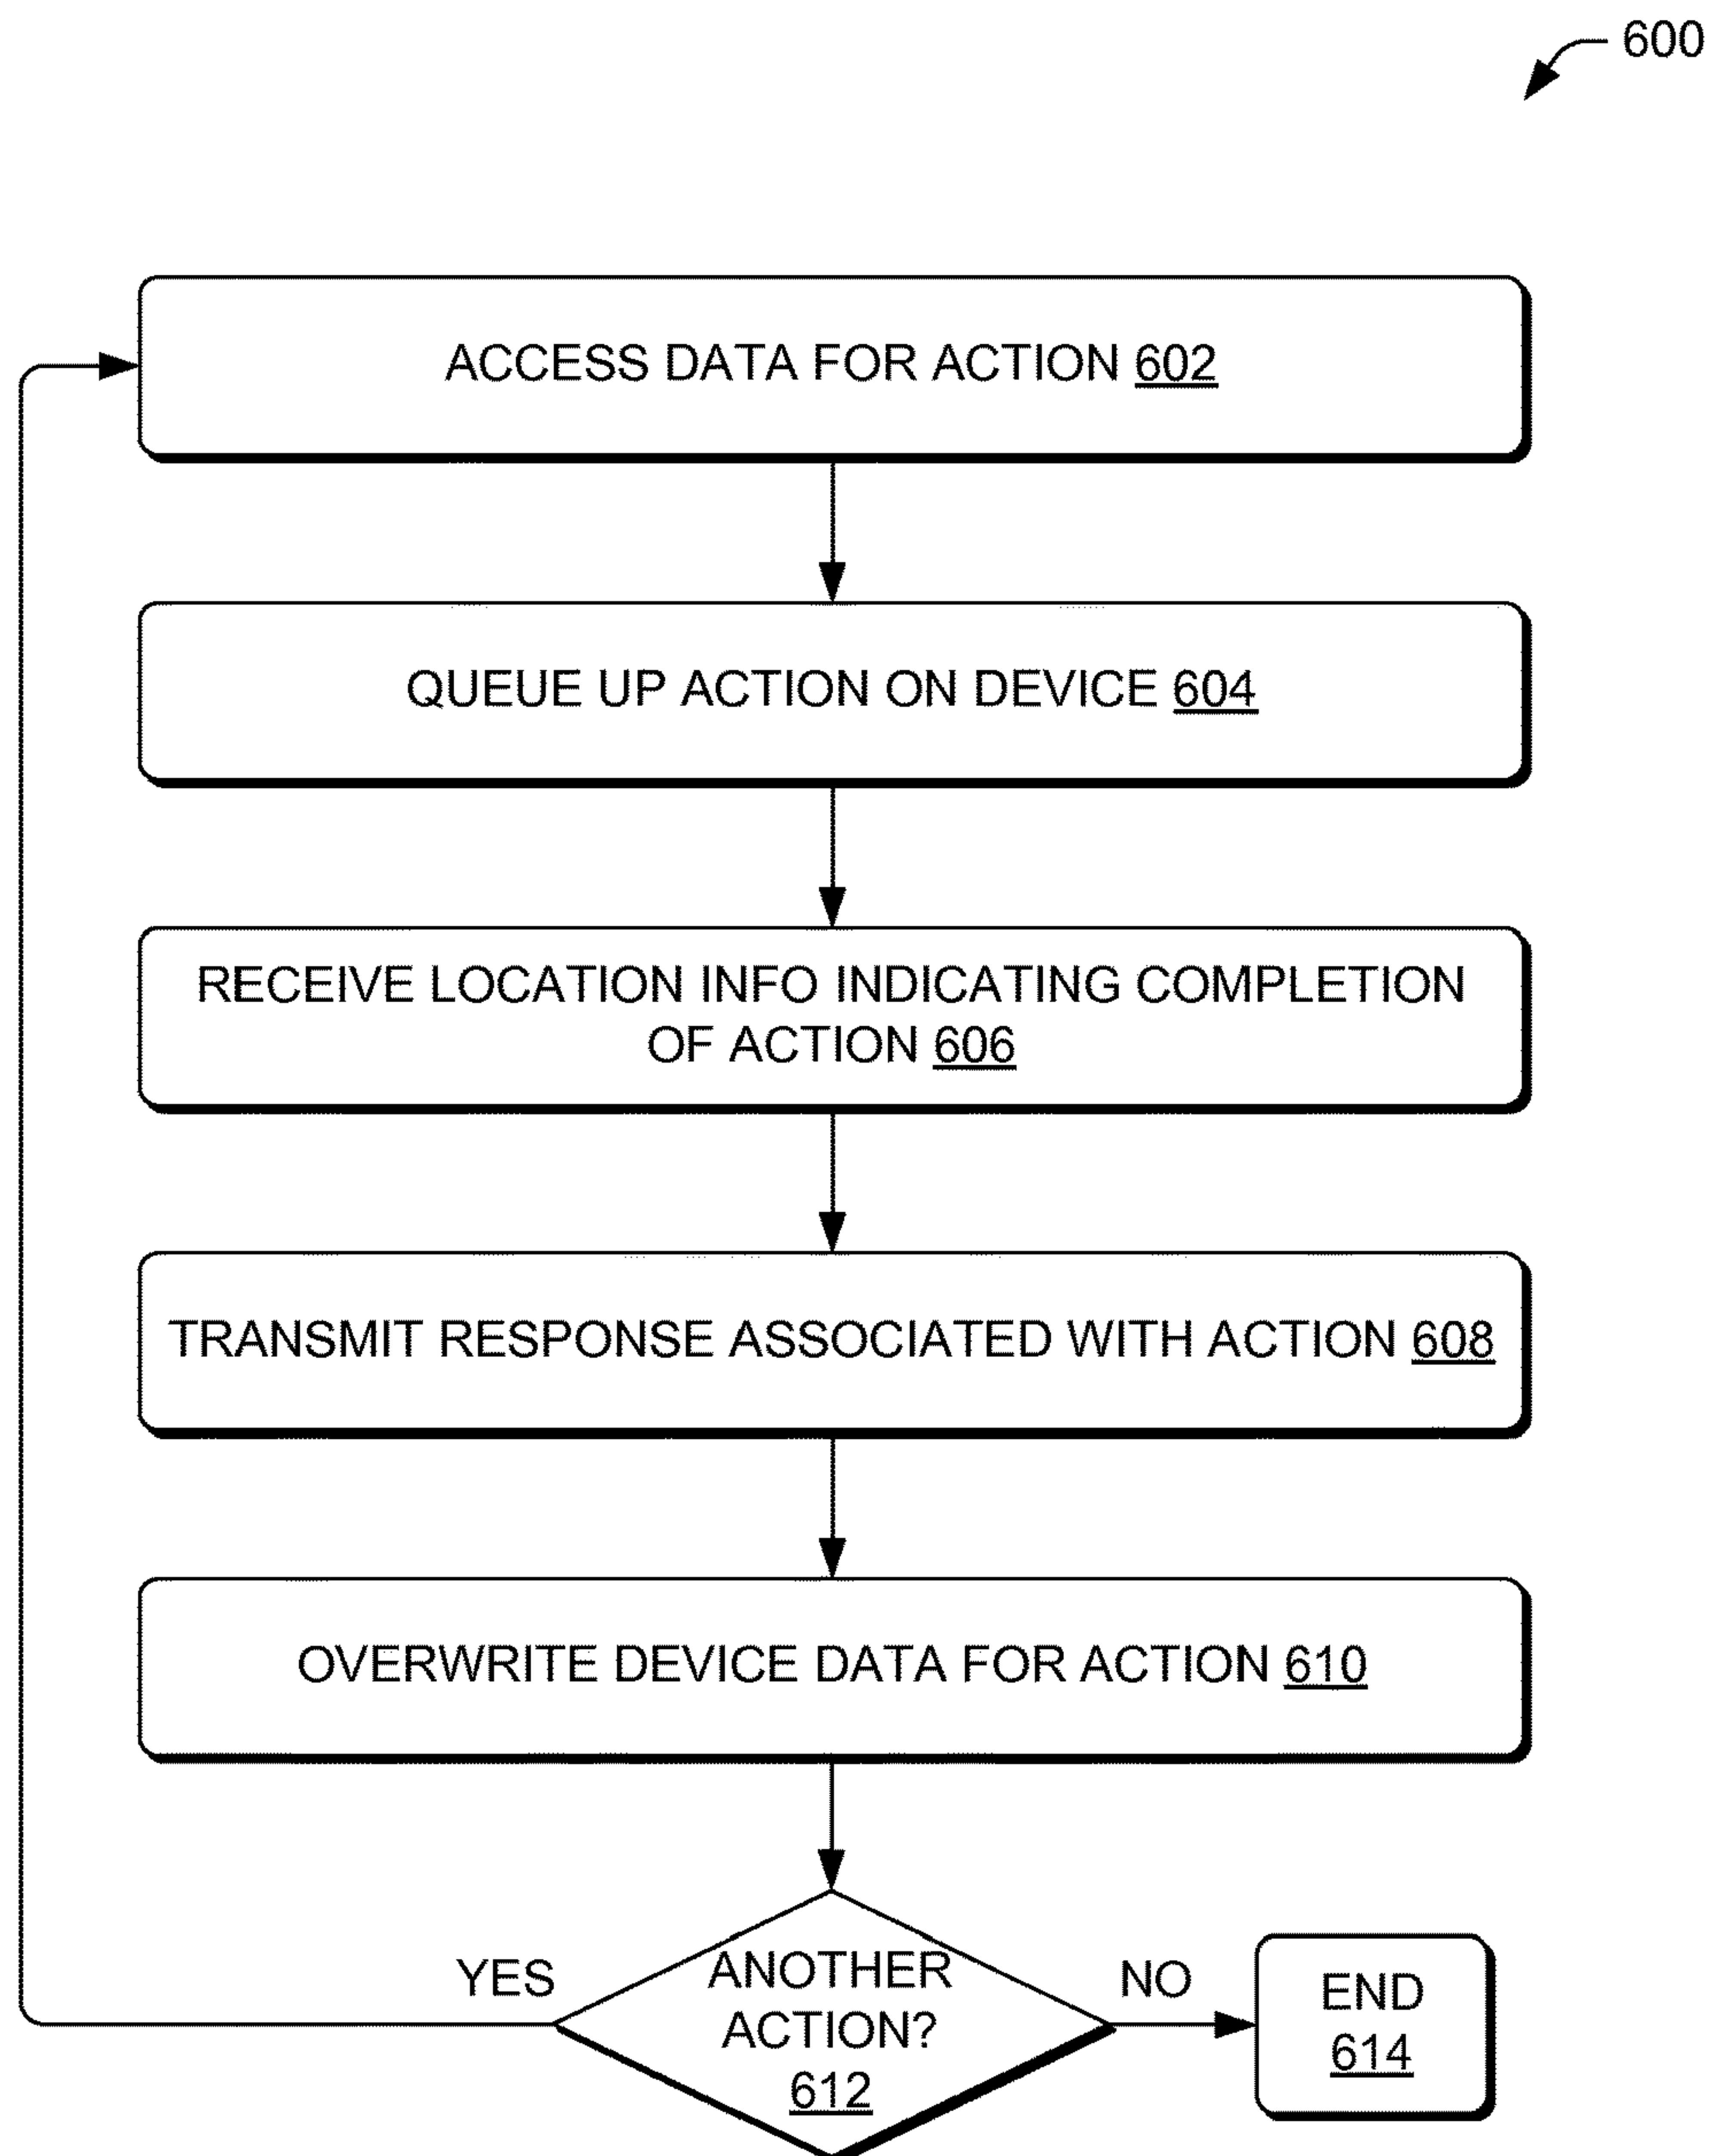 600
ACCESS DATA FOR ACTION 602
QUEUE UP ACTION ON DEVICE 604
RECEIVE LOCATION INFO INDICATING COMPLETION
OF ACTION 606
TRANSMIT RESPONSE ASSOCIATED WITH ACTION 608
OVERWRITE DEVICE DATA FOR ACTION 610
YES
ANOTHER
ACTION?
612
NO
END
614